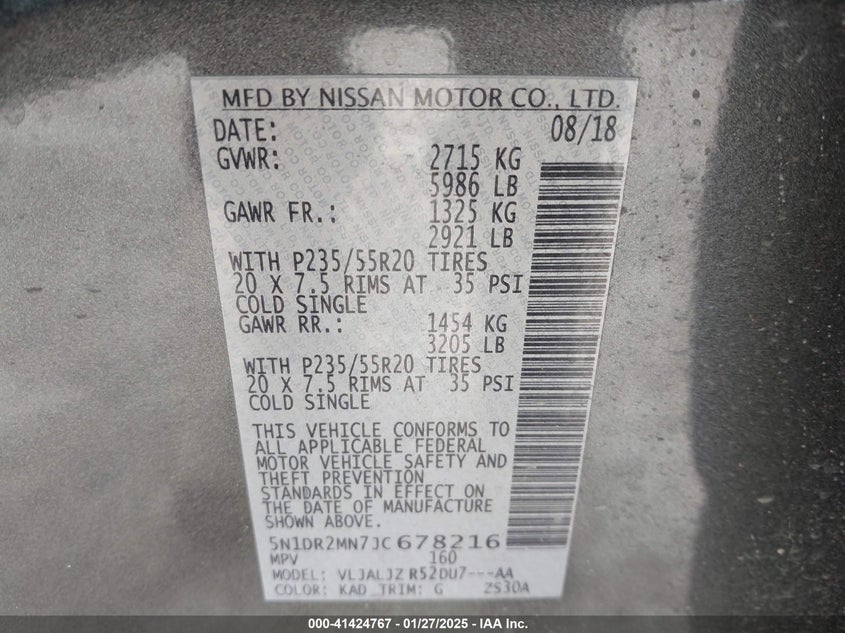 MFD BY NISSAN MOTOR CO., LTD.
DATE: 08/18
GVWR: 2715 KG
5986 LB
GAWR FR.: 1325 KG
2921 LB
WITH P235/55R20 TIRES
20 X 7.5 RIMS AT 35 PSI
COLD SINGLE
GAWR RR.: 1454 KG
3205 LB
WITH P235/55R20 TIRES
20 X 7.5 RIMS AT 35 PSI
COLD SINGLE
THIS VEHICLE CONFORMS TO
ALL APPLICABLE FEDERAL
MOTOR VEHICLE SAFETY AND
THEFT PREVENTION
STANDARDS IN EFFECT ON
THE DATE OF MANUFACTURE
SHOWN ABOVE.
5N1DR2MN7JC678216
MPV 160
MODEL: VLJALJZ R52DU7---AA
COLOR: KAD TRIM: G ZS30A
000-41424767 - 01/27/2025 - IAA Inc.